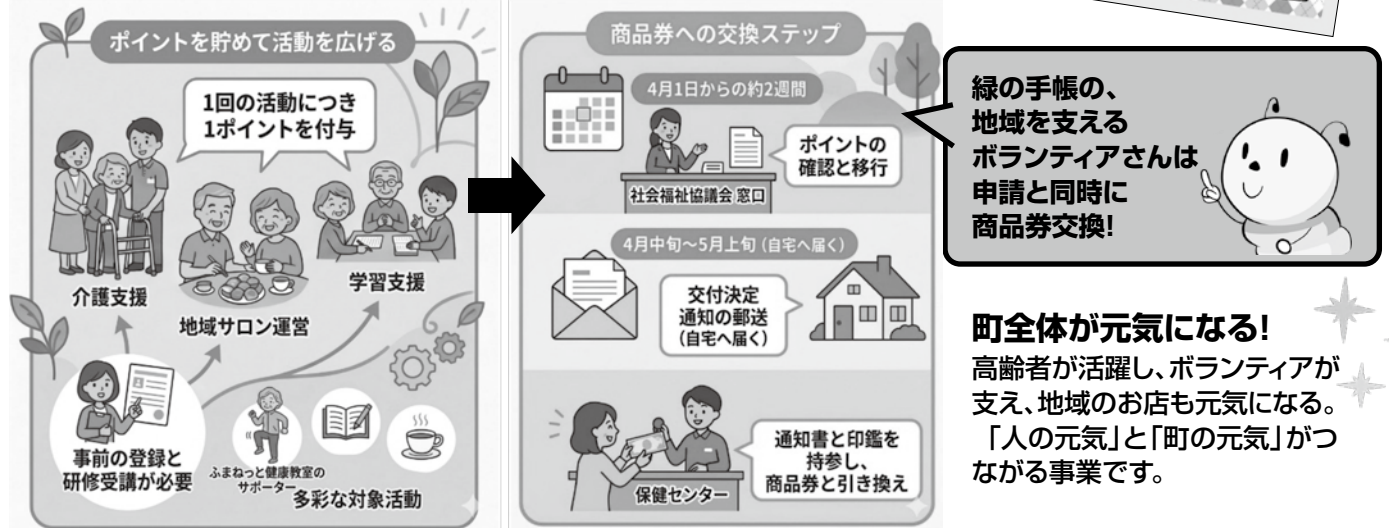 ポイントを貯めて活動を広げる
1回の活動につき
1ポイントを付与
介護支援
地域サロン運営
学習支援
事前の登録と
研修受講が必要
ふまねっと健康教室の
サポーター
多彩な対象活動
商品券への交換ステップ
4月1日からの約2週間
ポイントの
確認と移行
社会福祉協議会 窓口
4月中旬～5月上旬（自宅へ届く）
交付決定
通知の郵送
（自宅へ届く）
通知書と印鑑を
持参し、
商品券と引き換え
保健センター
緑の手帳の、
地域を支える
ボランティアさんは
申請と同時に
商品券交換！
町全体が元気になる！
高齢者が活躍し、ボランティアが
支え、地域のお店も元気になる。
「人の元気」と「町の元気」がつ
ながる事業です。